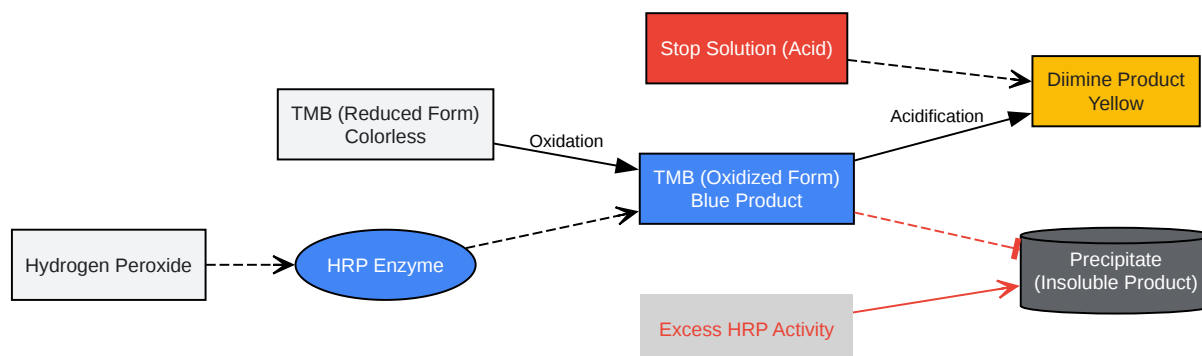 Stop Solution (Acid)
Diimine Product
Yellow
TMB (Reduced Form)
Colorless
Oxidation
Acidification
TMB (Oxidized Form)
Blue Product
Hydrogen Peroxide
HRP Enzyme
Precipitate
(Insoluble Product)
Excess HRP Activity